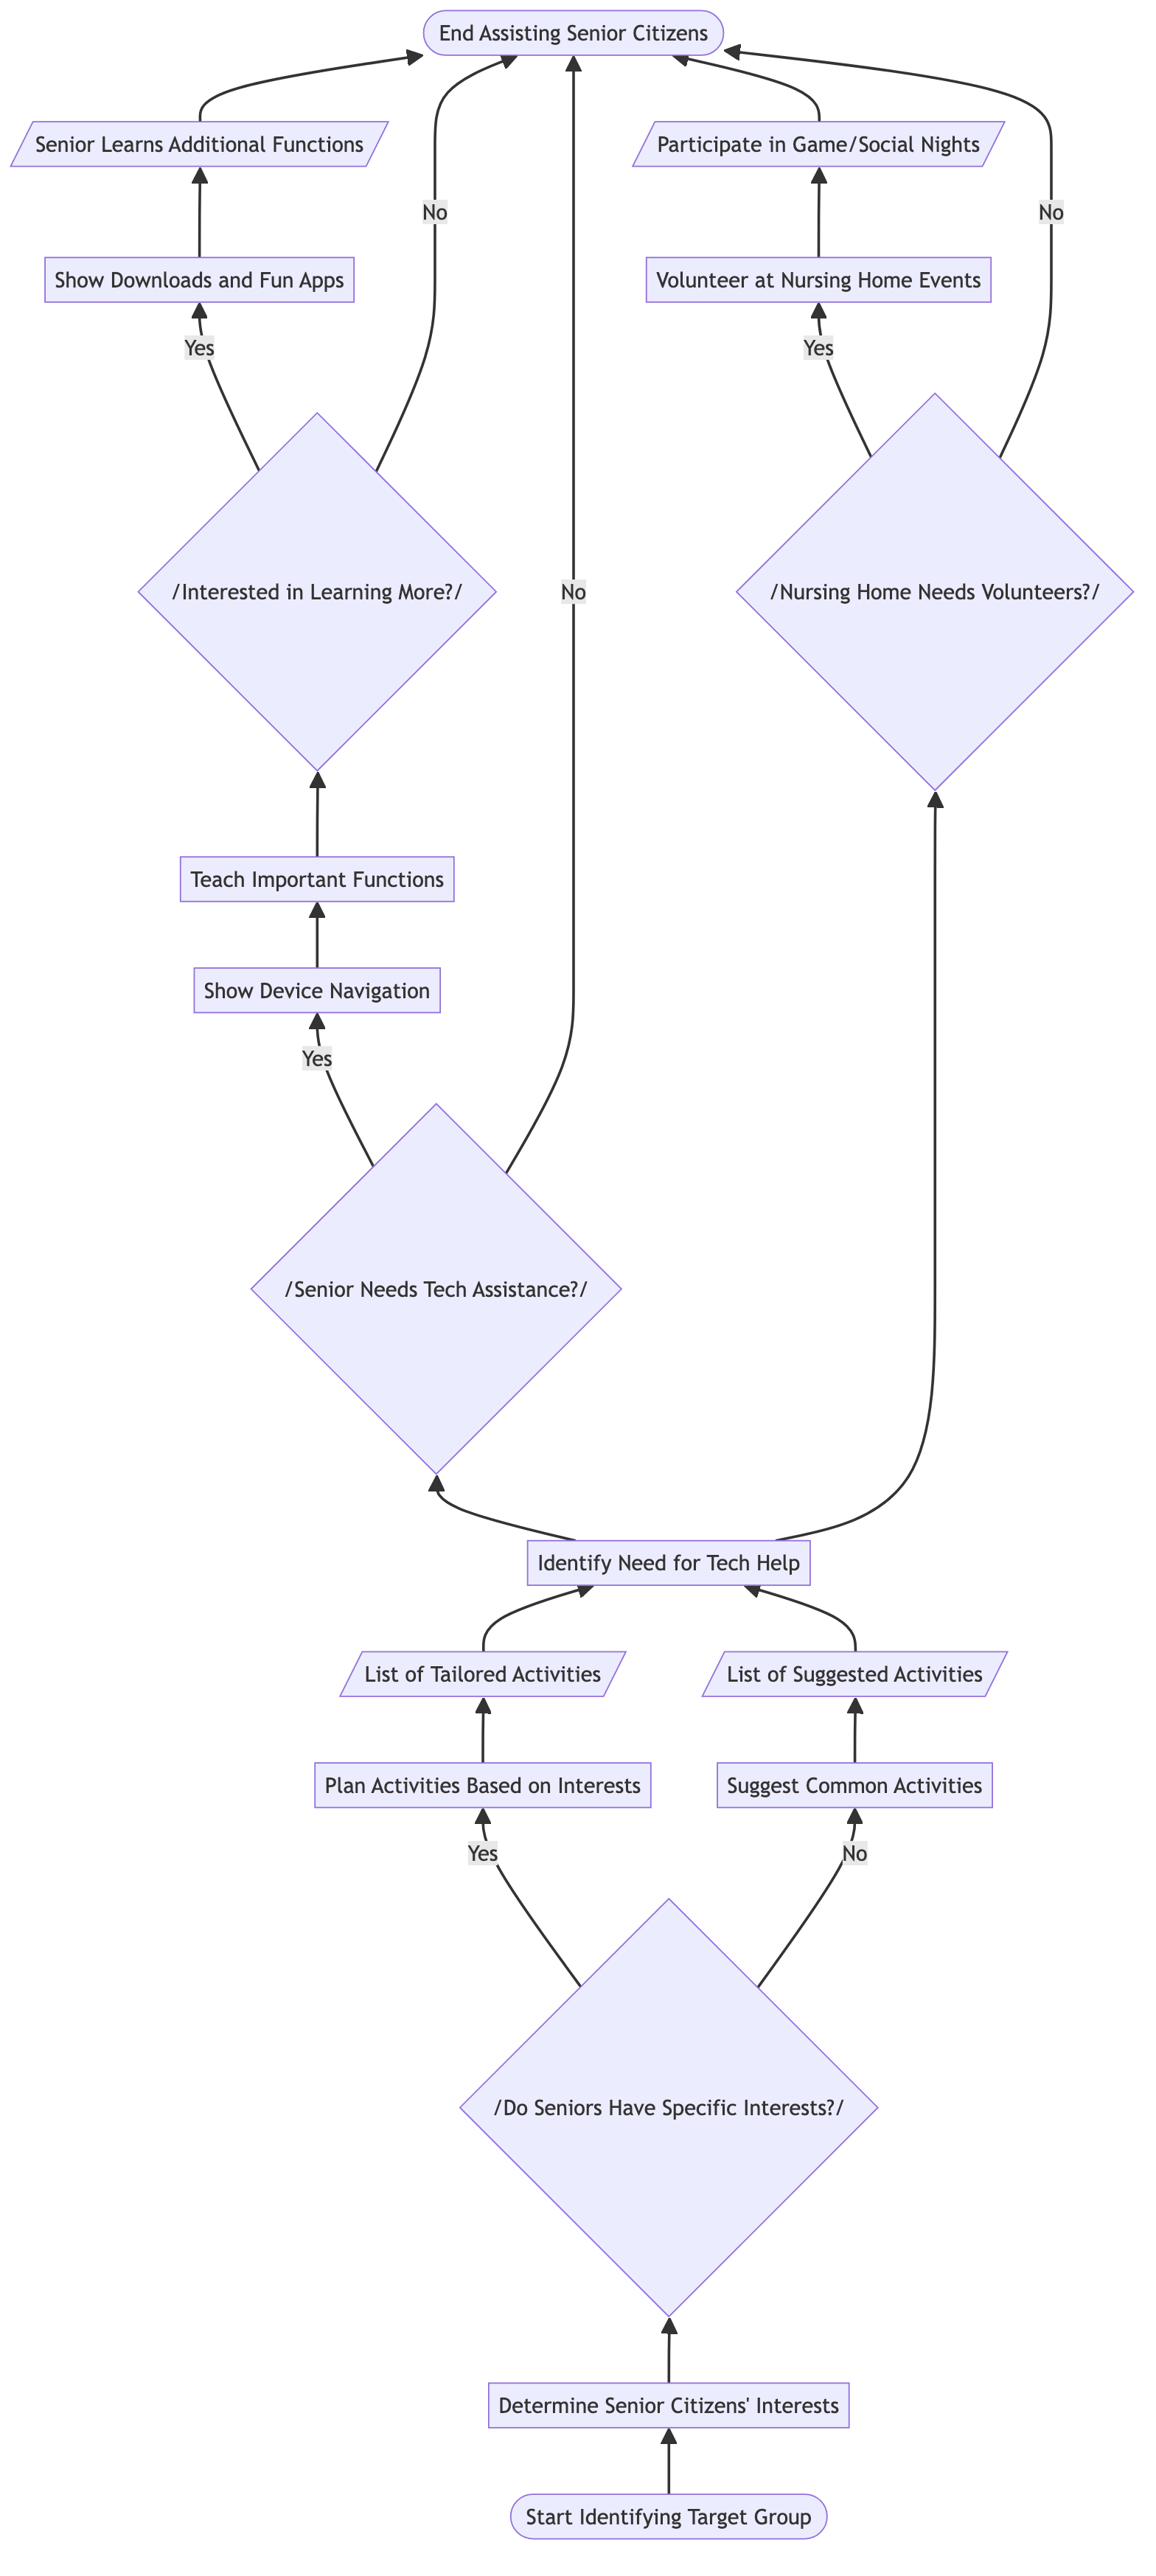 End Assisting Senior Citizens
Senior Learns Additional Functions
Participate in Game/Social Nights
No
No
Show Downloads and Fun Apps
Volunteer at Nursing Home Events
Yes
Yes
/Interested in Learning More?/
No
/Nursing Home Needs Volunteers?/
Teach Important Functions
Show Device Navigation
Yes
/Senior Needs Tech Assistance?/
Identify Need for Tech Help
List of Tailored Activities
List of Suggested Activities
Plan Activities Based on Interests
Suggest Common Activities
Yes
No
/Do Seniors Have Specific Interests?/
Determine Senior Citizens' Interests
Start Identifying Target Group